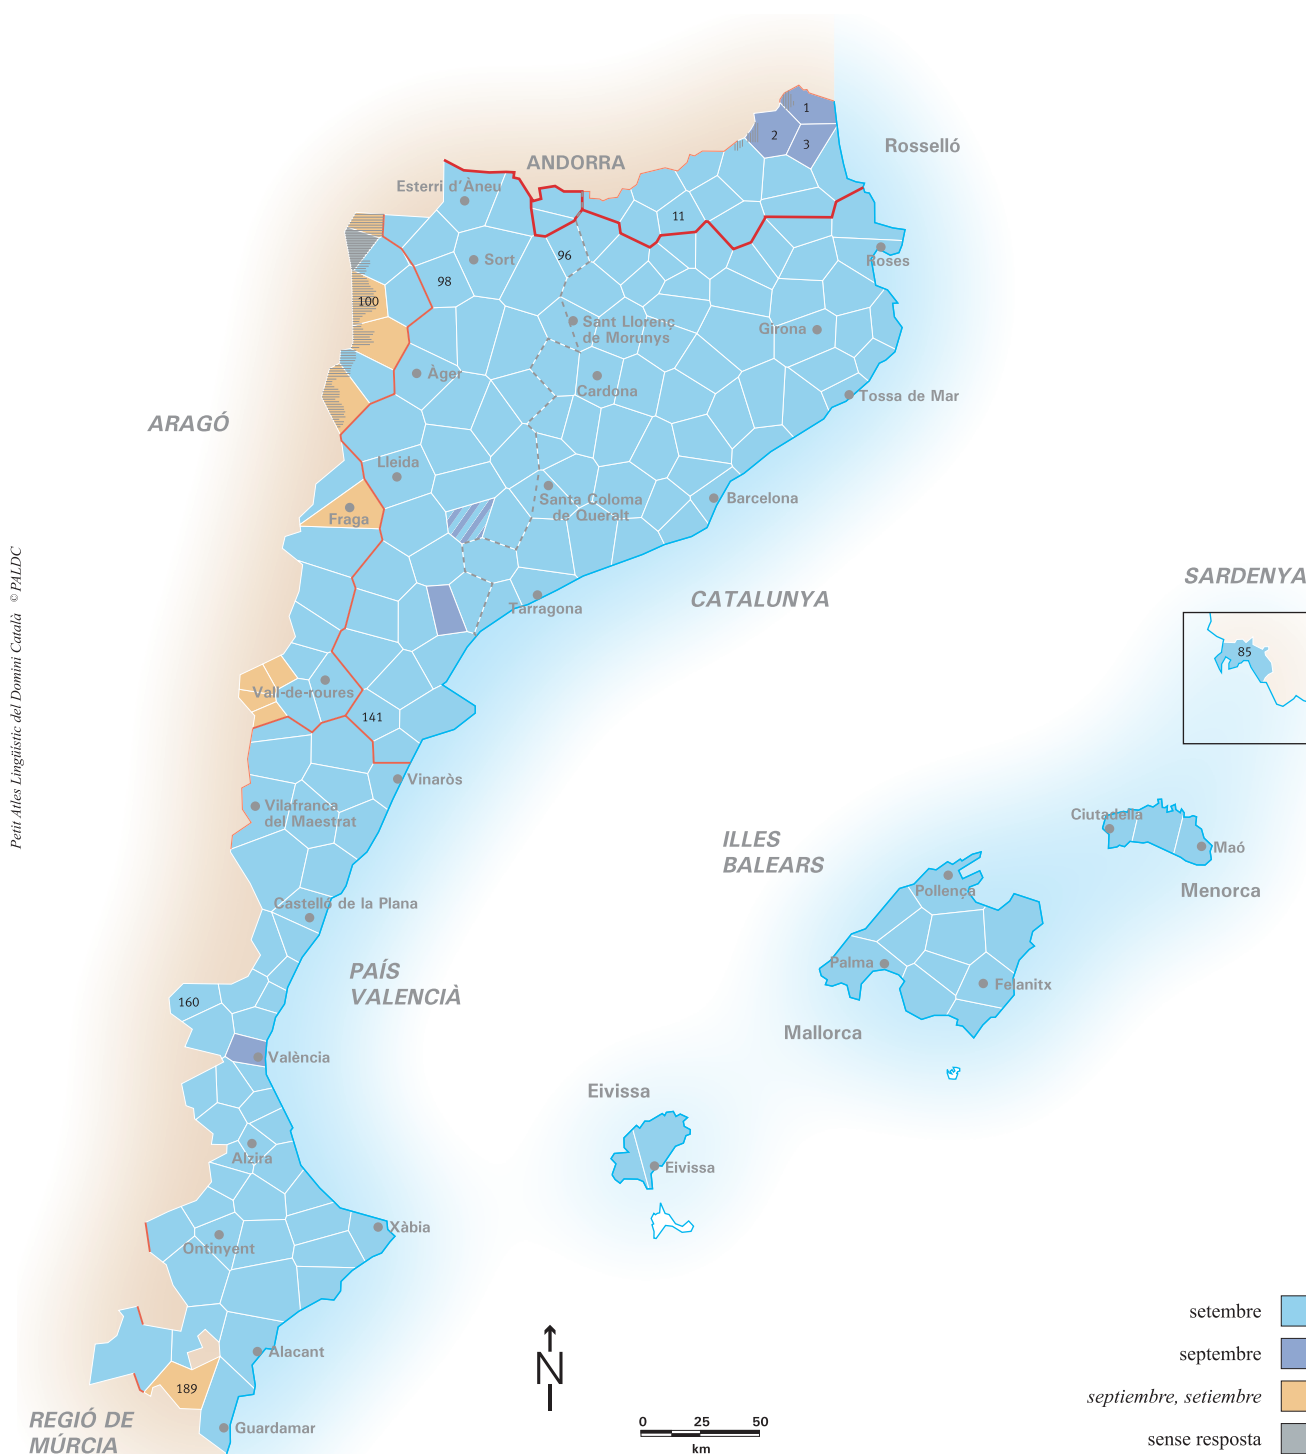 1
2
3
Rosselló
ANDORRA
Esterri d'Àneu
11
Sort
96
Roses
98
100
Sant Llorenç
de Morunys
Girona
Àger
Cardona
Tossa de Mar
ARAGÓ
Lleida
Santa Coloma
de Queralt
Barcelona
Fraga
Petit Atles Lingüístic del Domini Català © PALDC
SARDENYA
Tarragona
CATALUNYA
85
Vall-de-roures
141
Vinaròs
Vilafranca
del Maestrat
Ciutadella
Maó
ILLES
BALEARS
Pollença
Menorca
Castelló de la Plana
Palma
Felanitx
PAÍS
VALENCIÀ
160
Mallorca
València
Eivissa
Alzira
Eivissa
Xàbia
Ontinyent
setembre
Alacant
septembre
N
189
septiembre, setiembre
REGIÓ DE
MÚRCIA
Guardamar
0 25 50
km
sense resposta